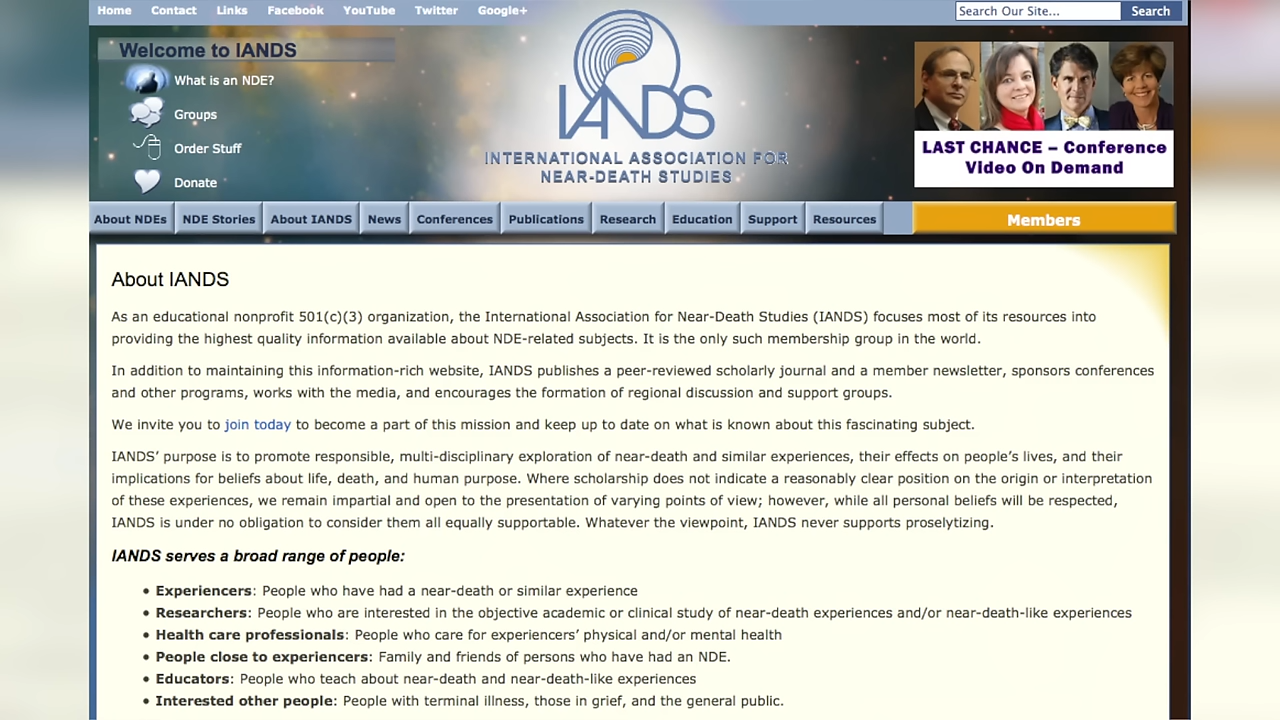 Home Contact Links Facebook YouTube Twitter Google+
Search Our Site... Search
Welcome to IANDS
What is an NDE?
Groups
Order Stuff
Donate
IANDS
INTERNATIONAL ASSOCIATION FOR
NEAR-DEATH STUDIES
LAST CHANCE – Conference
Video On Demand
About NDEs NDE Stories About IANDS News Conferences Publications Research Education Support Resources Members
About IANDS
As an educational nonprofit 501(c)(3) organization, the International Association for Near-Death Studies (IANDS) focuses most of its resources into
providing the highest quality information available about NDE-related subjects. It is the only such membership group in the world.
In addition to maintaining this information-rich website, IANDS publishes a peer-reviewed scholarly journal and a member newsletter, sponsors conferences
and other programs, works with the media, and encourages the formation of regional discussion and support groups.
We invite you to join today to become a part of this mission and keep up to date on what is known about this fascinating subject.
IANDS’ purpose is to promote responsible, multi-disciplinary exploration of near-death and similar experiences, their effects on people’s lives, and their
implications for beliefs about life, death, and human purpose. Where scholarship does not indicate a reasonably clear position on the origin or interpretation
of these experiences, we remain impartial and open to the presentation of varying points of view; however, while all personal beliefs will be respected,
IANDS is under no obligation to consider them all equally supportable. Whatever the viewpoint, IANDS never supports proselytizing.
IANDS serves a broad range of people:
• Experiencers: People who have had a near-death or similar experience
• Researchers: People who are interested in the objective academic or clinical study of near-death experiences and/or near-death-like experiences
• Health care professionals: People who care for experiencers’ physical and/or mental health
• People close to experiencers: Family and friends of persons who have had an NDE.
• Educators: People who teach about near-death and near-death-like experiences
• Interested other people: People with terminal illness, those in grief, and the general public.